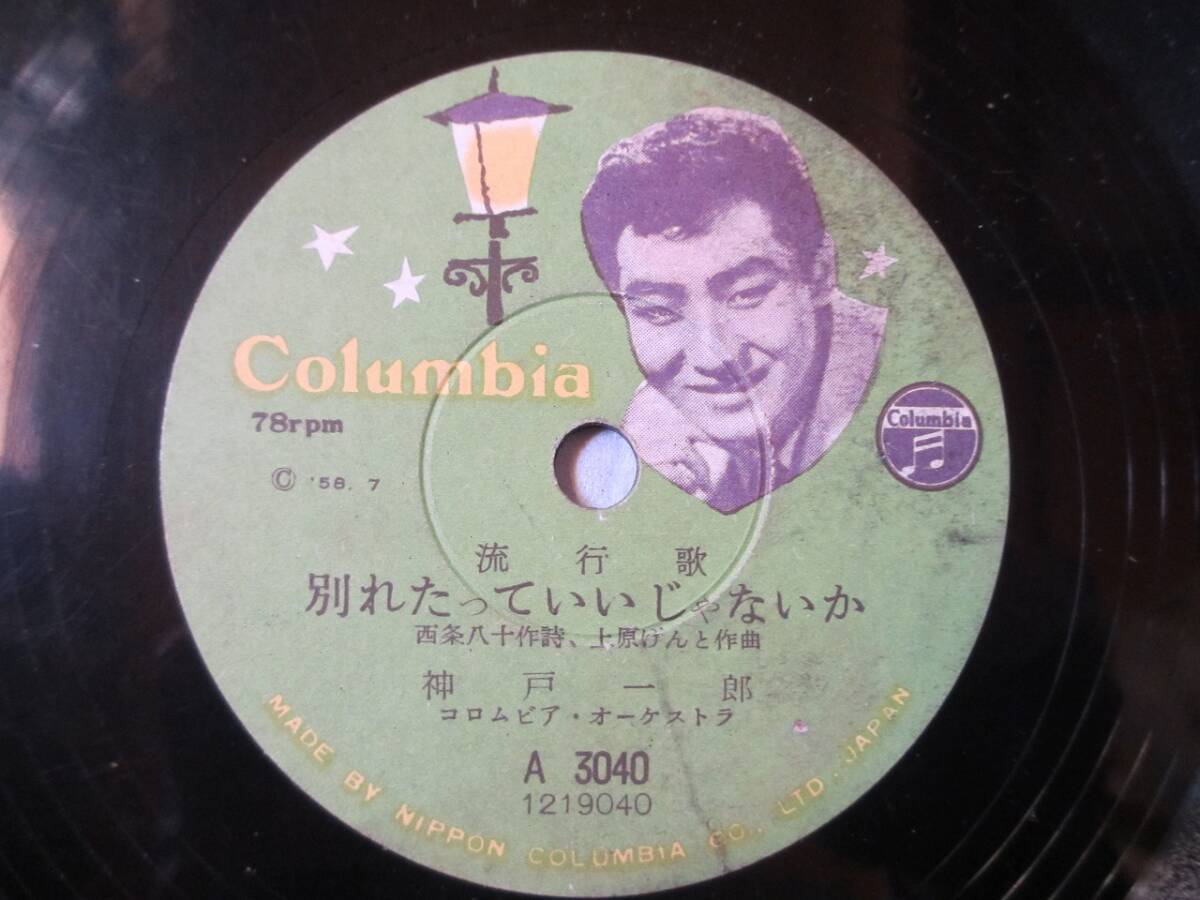 Columbia
78rpm
Columbia
© '58. 7
流行歌
別れたっていいじゃないか
西条八十作詩、上原げんと作曲
神戸一郎
コロムビア・オーケストラ
A 3040
1219040
MADE BY NIPPON COLUMBIA CO., LTD. JAPAN